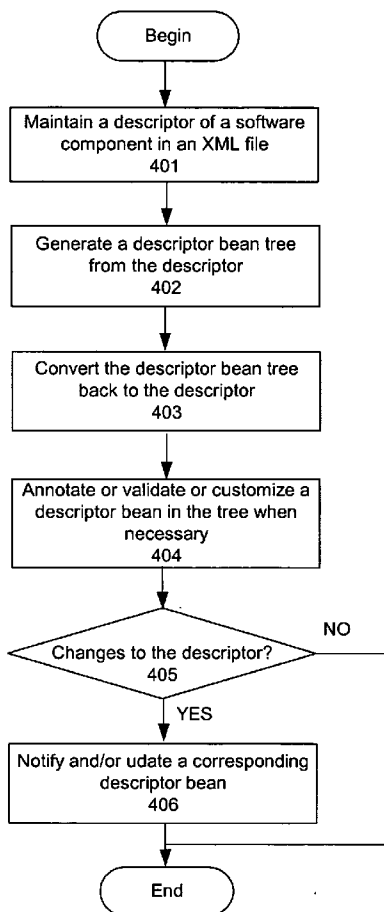 Begin
Maintain a descriptor of a software
component in an XML file
401
Generate a descriptor bean tree
from the descriptor
402
Convert the descriptor bean tree
back to the descriptor
403
Annotate or validate or customize a
descriptor bean in the tree when
necessary
404
Changes to the descriptor?
405
NO
YES
Notify and/or udate a corresponding
descriptor bean
406
End